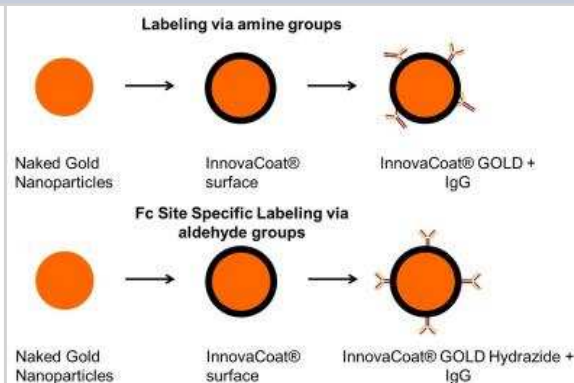 Labeling via amine groups
Naked Gold
Nanoparticles
InnovaCoat®
surface
InnovaCoat® GOLD +
IgG
Fc Site Specific Labeling via
aldehyde groups
Naked Gold
Nanoparticles
InnovaCoat®
surface
InnovaCoat® GOLD Hydrazide +
IgG